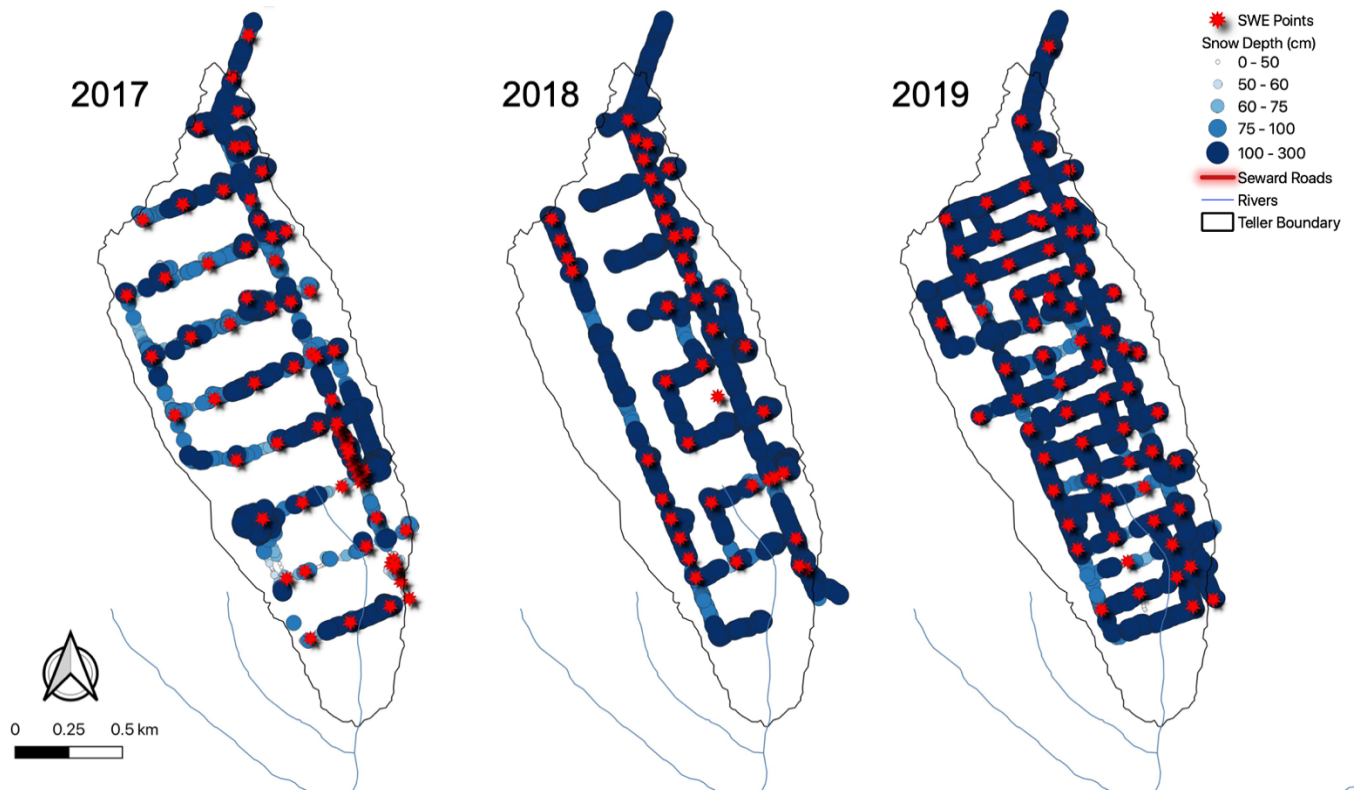 2017
2018
2019
SWE Points
Snow Depth (cm)
0 - 50
50 - 60
60 - 75
75 - 100
100 - 300
Seward Roads
Rivers
Teller Boundary
0 0.25 0.5 km